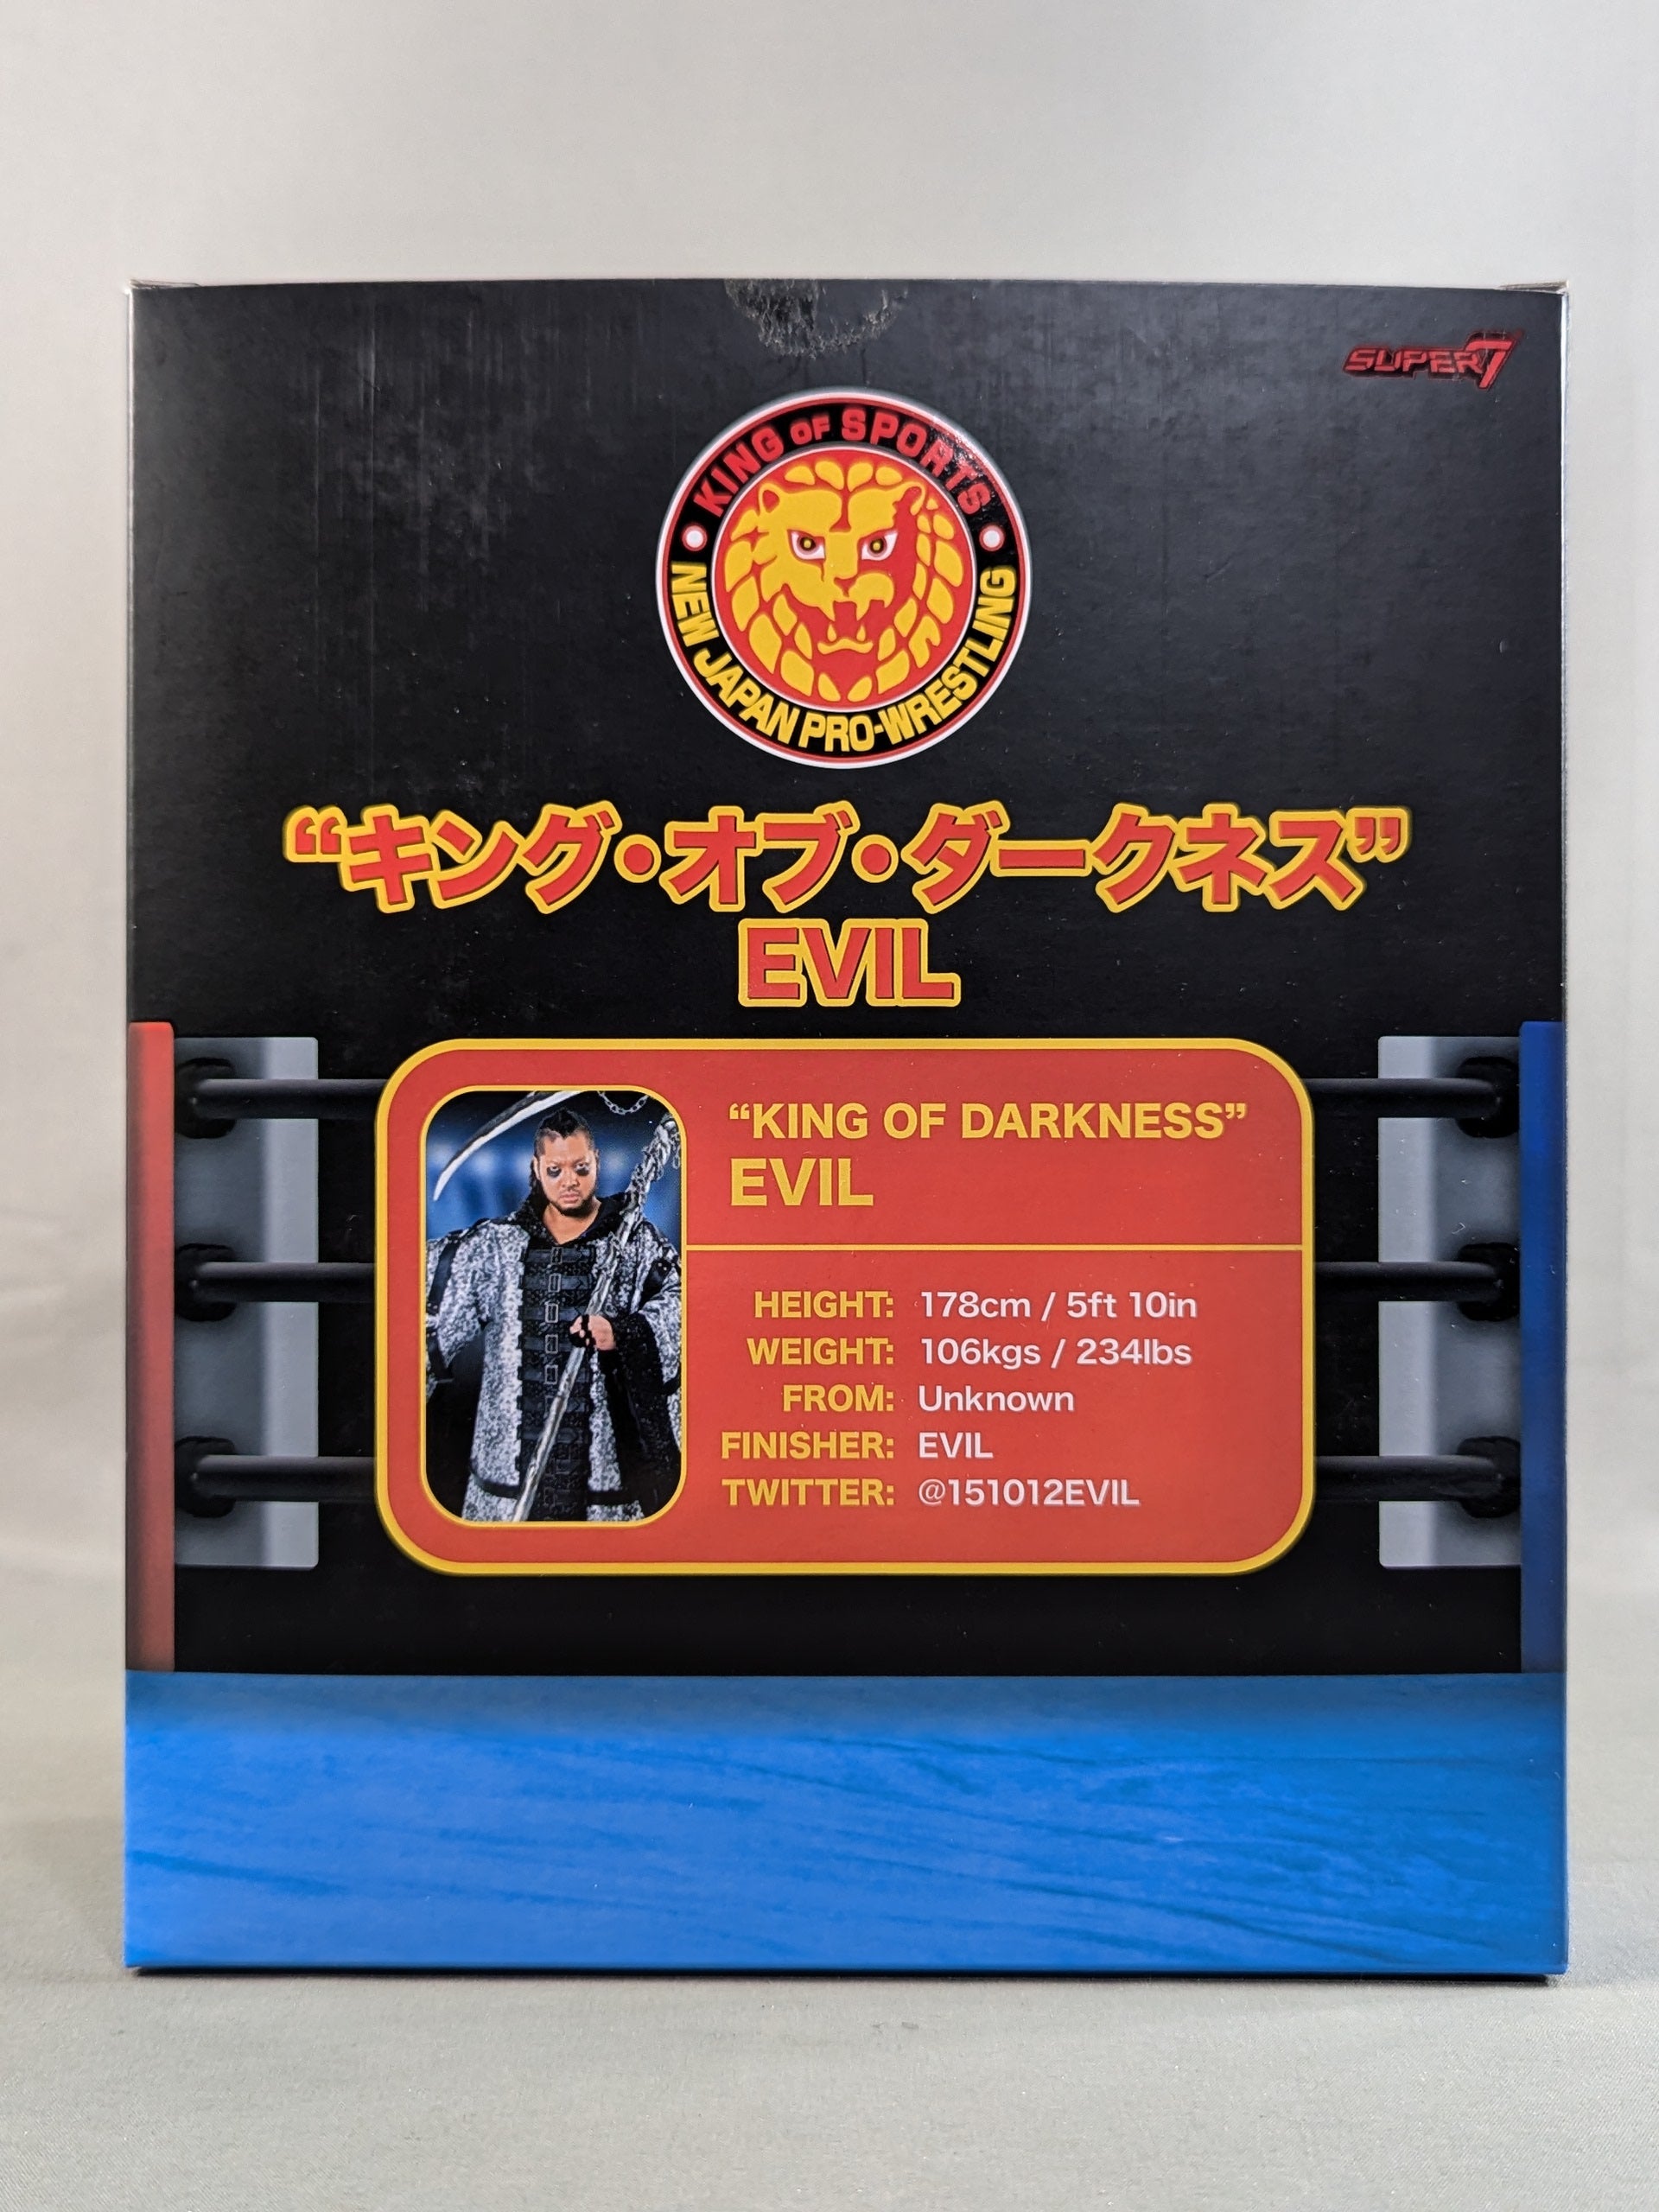 SUPER7
KING OF SPORTS
NEW JAPAN PRO-WRESTLING
“キング・オブ・ダークネス”
EVIL
“KING OF DARKNESS”
EVIL
HEIGHT: 178cm / 5ft 10in
WEIGHT: 106kgs / 234lbs
FROM: Unknown
FINISHER: EVIL
TWITTER: @151012EVIL